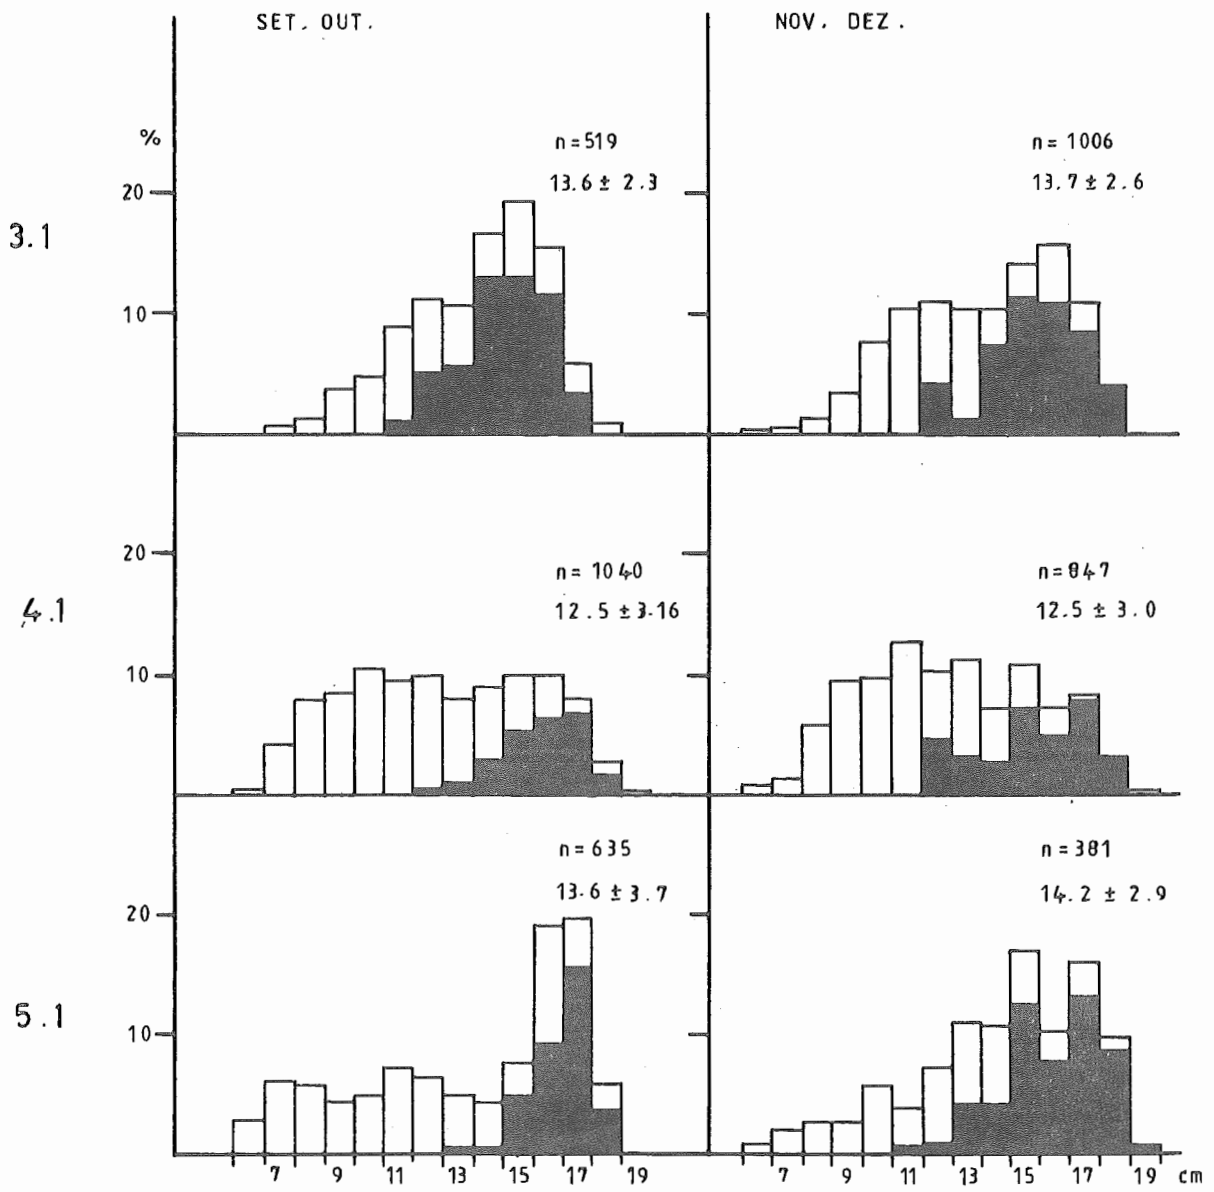 SET. OUT.
NOV. DEZ.
%
n=519
13.6 ± 2.3
n= 1006
13.7 ± 2.6
20
3.1
10
20
n= 1040
12.5 ± 3.16
n=847
12.5 ± 3.0
4.1
10
n= 635
13.6 ± 3.7
n=381
14.2 ± 2.9
20
5.1
10
7 9 11 13 15 17 19
7 9 11 13 15 17 19 cm